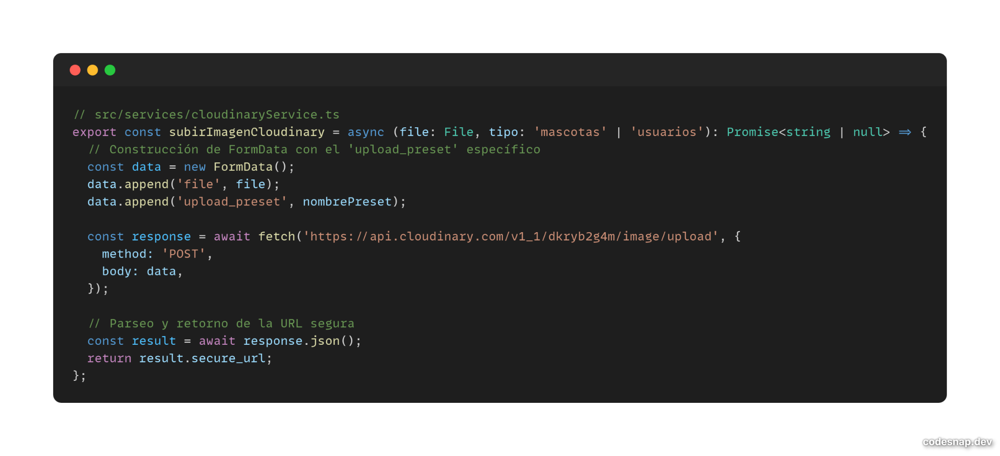 // src/services/cloudinaryService.ts
export const subirImagenCloudinary = async (file: File, tipo: 'mascotas' | 'usuarios'): Promise<string | null> => {
  // Construcción de FormData con el 'upload_preset' específico
  const data = new FormData();
  data.append('file', file);
  data.append('upload_preset', nombrePreset);

  const response = await fetch('https://api.cloudinary.com/v1_1/dkryb2g4m/image/upload', {
    method: 'POST',
    body: data,
  });

  // Parseo y retorno de la URL segura
  const result = await response.json();
  return result.secure_url;
};
codesnap.dev